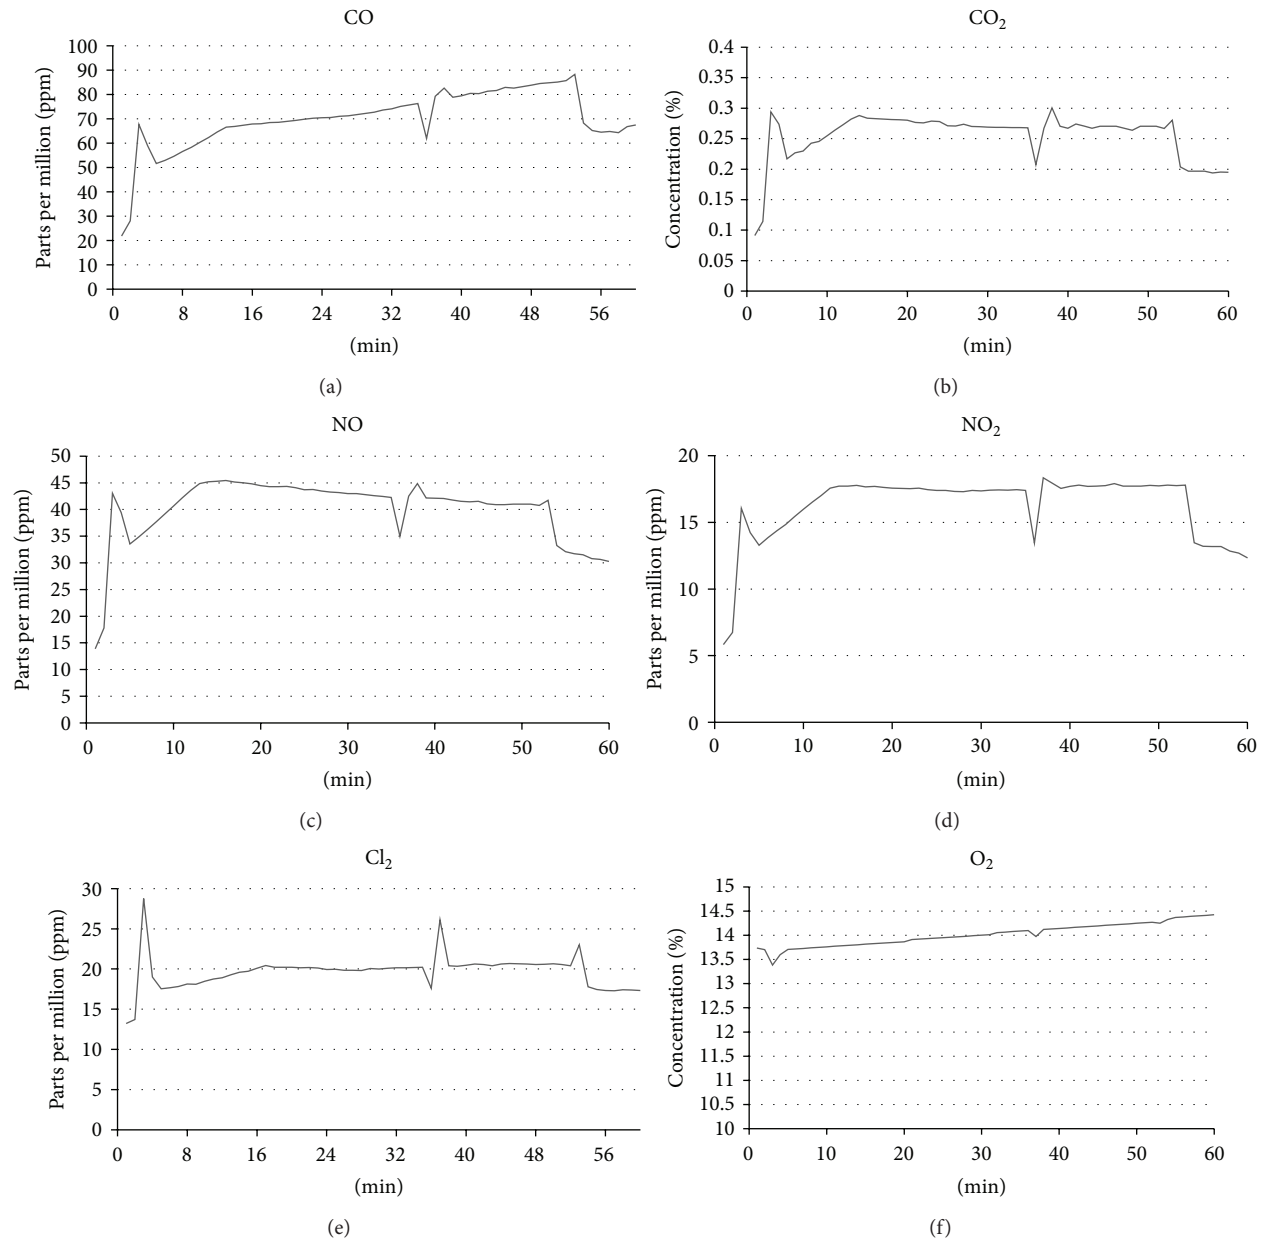 CO
Parts per million (ppm)
100
90
80
70
60
50
40
30
20
10
0
0 8 16 24 32 40 48 56
(min)
(a)
CO2
Concentration (%)
0.4
0.35
0.3
0.25
0.2
0.15
0.1
0.05
0
0 10 20 30 40 50 60
(min)
(b)
NO
Parts per million (ppm)
50
45
40
35
30
25
20
15
10
5
0
0 10 20 30 40 50 60
(min)
(c)
NO2
Parts per million (ppm)
20
15
10
5
0
0 10 20 30 40 50 60
(min)
(d)
Cl2
Parts per million (ppm)
30
25
20
15
10
5
0
0 8 16 24 32 40 48 56
(min)
(e)
O2
Concentration (%)
15
14.5
14
13.5
13
12.5
12
11.5
11
10.5
10
0 10 20 30 40 50 60
(min)
(f)